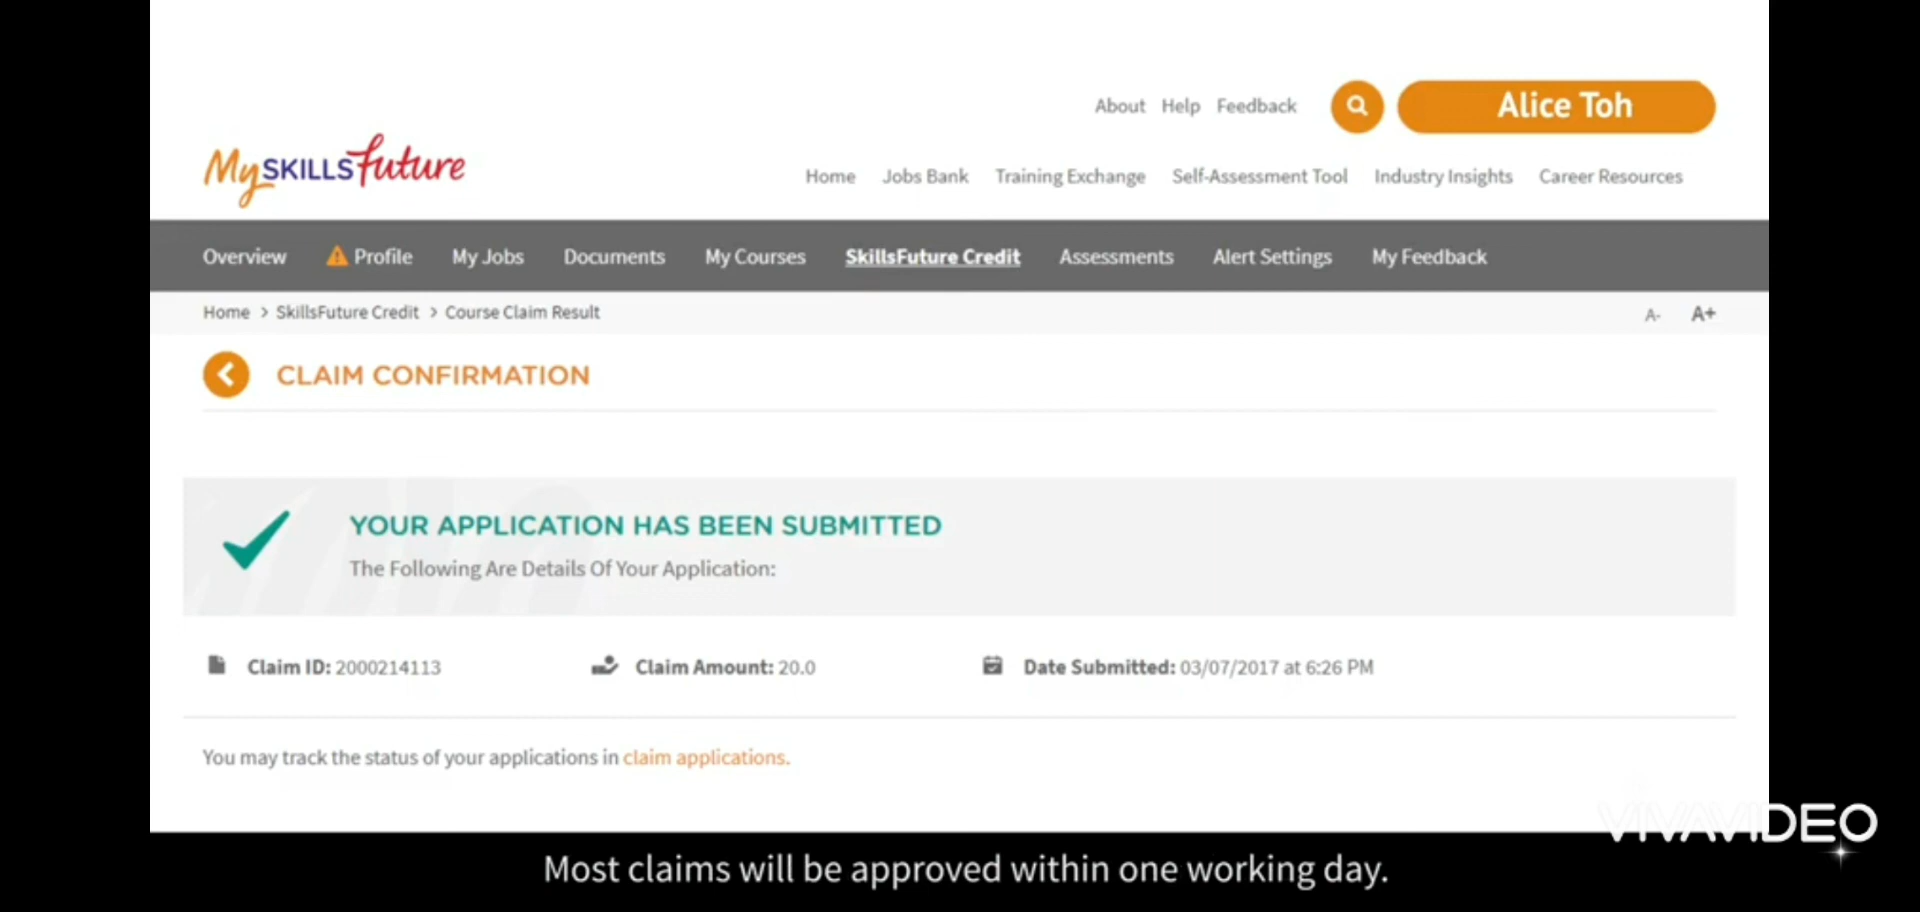 About Help Feedback Alice Toh
MySKILLSfuture
Home Jobs Bank Training Exchange Self-Assessment Tool Industry Insights Career Resources
Overview Profile My Jobs Documents My Courses SkillsFuture Credit Assessments Alert Settings My Feedback
Home > SkillsFuture Credit > Course Claim Result A- A+
CLAIM CONFIRMATION
YOUR APPLICATION HAS BEEN SUBMITTED
The Following Are Details Of Your Application:
Claim ID: 2000214113 Claim Amount: 20.0 Date Submitted: 03/07/2017 at 6:26 PM
You may track the status of your applications in claim applications.
VIVAVIDEO
Most claims will be approved within one working day.